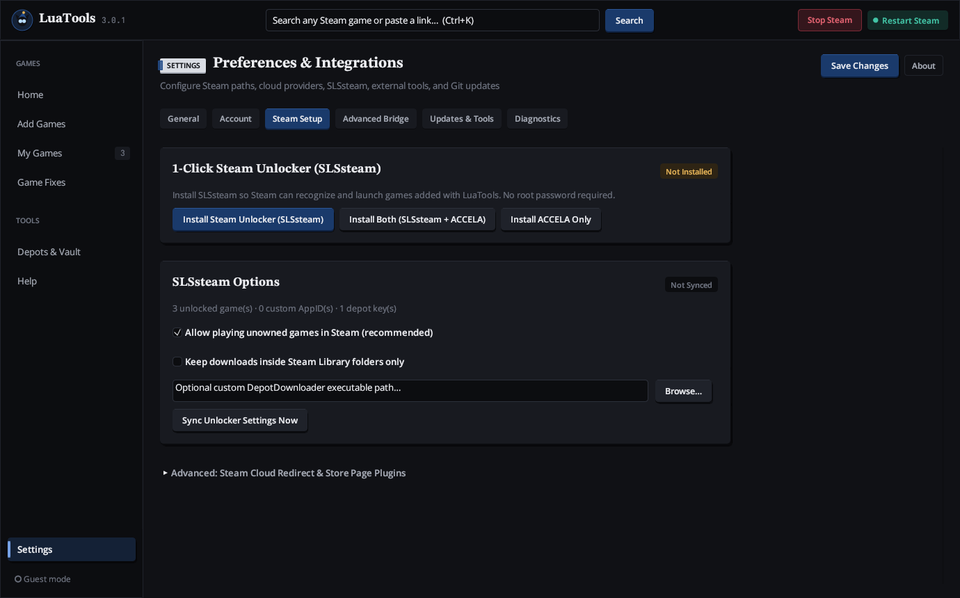 LuaTools 3.0.1
Search any Steam game or paste a link... (Ctrl+K)
Search
Stop Steam
Restart Steam
GAMES
Home
Add Games
My Games 3
Game Fixes
TOOLS
Depots & Vault
Help
Settings
Guest mode
SETTINGS Preferences & Integrations
Configure Steam paths, cloud providers, SLSsteam, external tools, and Git updates
Save Changes
About
General Account Steam Setup Advanced Bridge Updates & Tools Diagnostics
1-Click Steam Unlocker (SLSsteam)
Not Installed
Install SLSsteam so Steam can recognize and launch games added with LuaTools. No root password required.
Install Steam Unlocker (SLSsteam) Install Both (SLSsteam + ACCELA) Install ACCELA Only
SLSsteam Options
Not Synced
3 unlocked game(s) · 0 custom AppID(s) · 1 depot key(s)
Allow playing unowned games in Steam (recommended)
Keep downloads inside Steam Library folders only
Optional custom DepotDownloader executable path...
Browse...
Sync Unlocker Settings Now
Advanced: Steam Cloud Redirect & Store Page Plugins